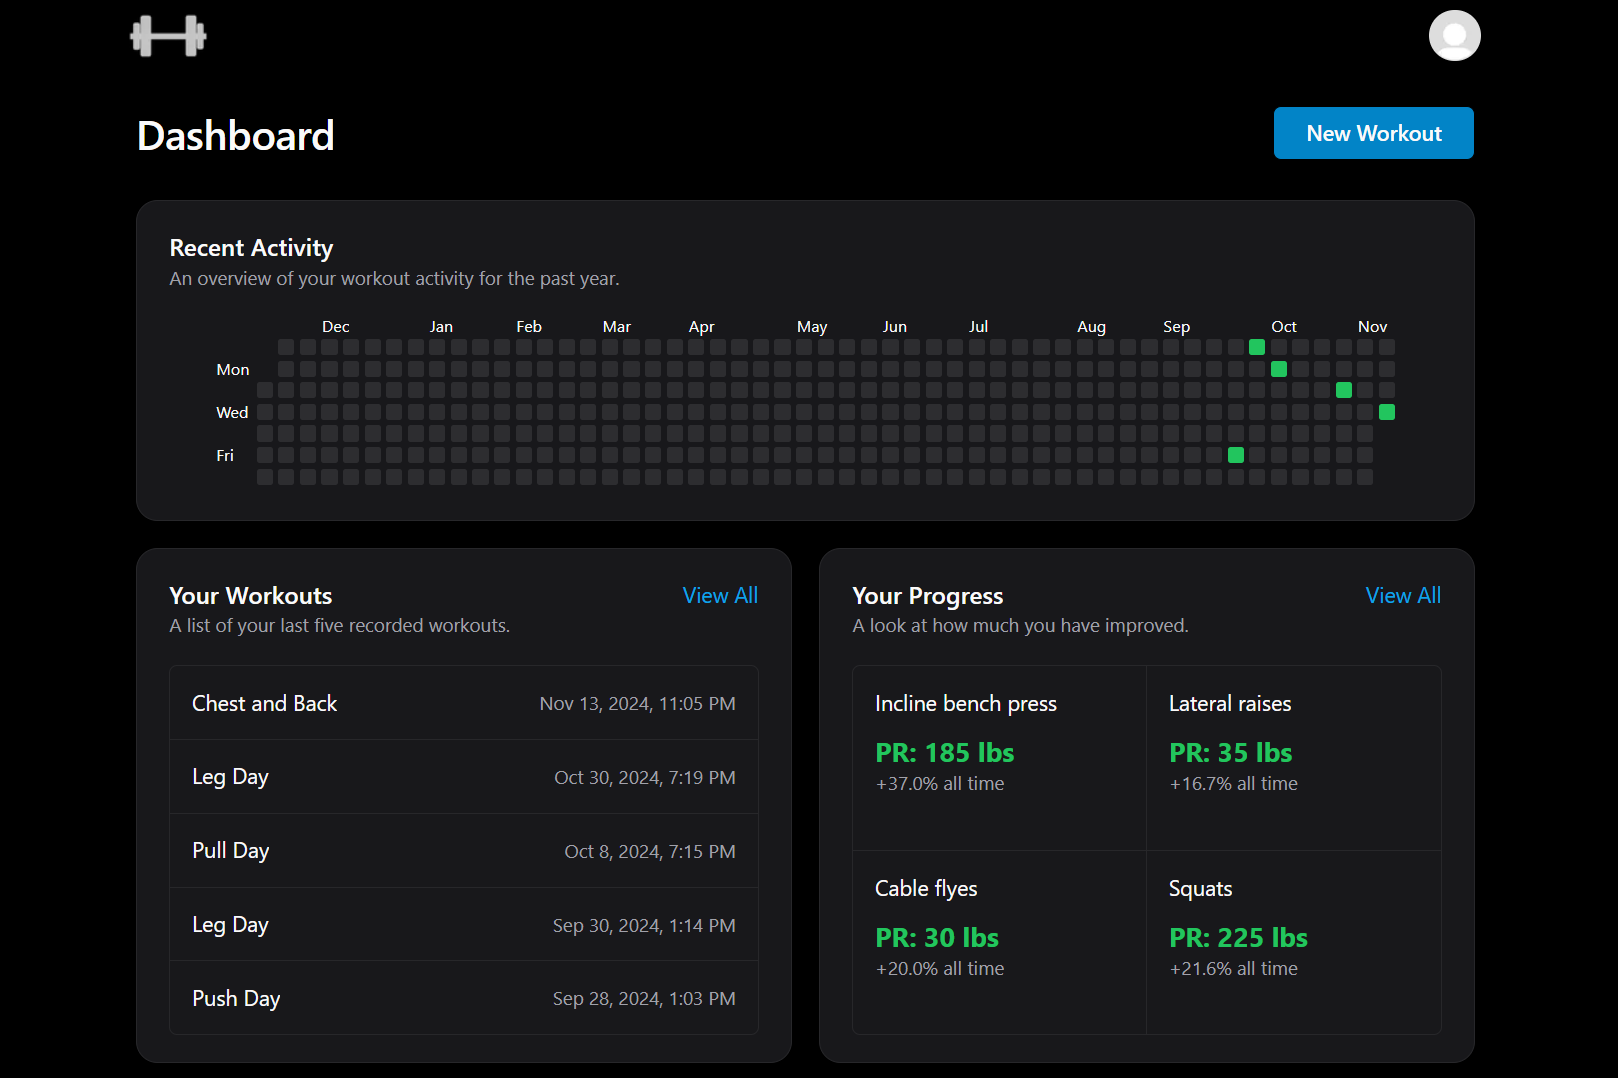 Dashboard
New Workout
Recent Activity
An overview of your workout activity for the past year.
Dec Jan Feb Mar Apr May Jun Jul Aug Sep Oct Nov
Mon
Wed
Fri
Your Workouts
View All
A list of your last five recorded workouts.
Chest and Back Nov 13, 2024, 11:05 PM
Leg Day Oct 30, 2024, 7:19 PM
Pull Day Oct 8, 2024, 7:15 PM
Leg Day Sep 30, 2024, 1:14 PM
Push Day Sep 28, 2024, 1:03 PM
Your Progress
View All
A look at how much you have improved.
Incline bench press
PR: 185 lbs
+37.0% all time
Lateral raises
PR: 35 lbs
+16.7% all time
Cable flyes
PR: 30 lbs
+20.0% all time
Squats
PR: 225 lbs
+21.6% all time